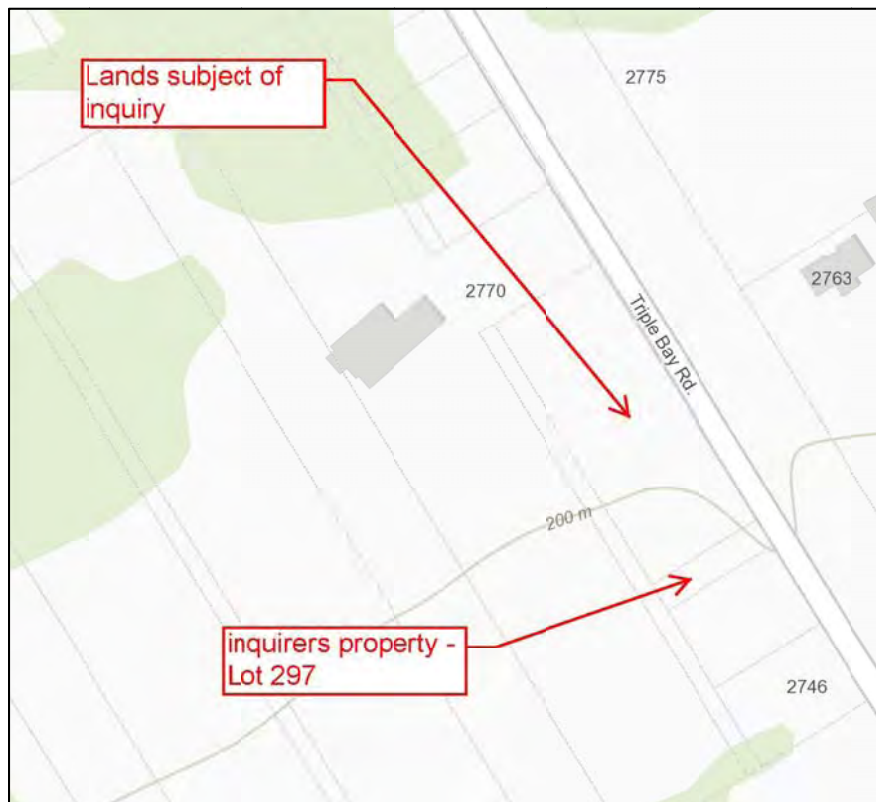 Lands subject of
inquiry
2775
2763
2770
Triple Bay Rd.
200 m
inquirers property -
Lot 297
2746